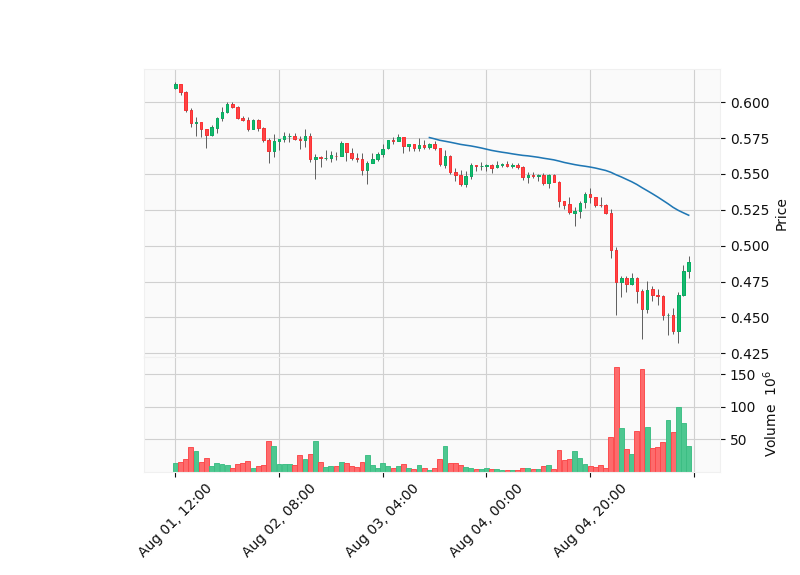 0.600
0.575
0.550
0.525
0.500
0.475
0.450
0.425
Price
150
100
50
Volume 10^6
Aug 01, 12:00
Aug 02, 08:00
Aug 03, 04:00
Aug 04, 00:00
Aug 04, 20:00